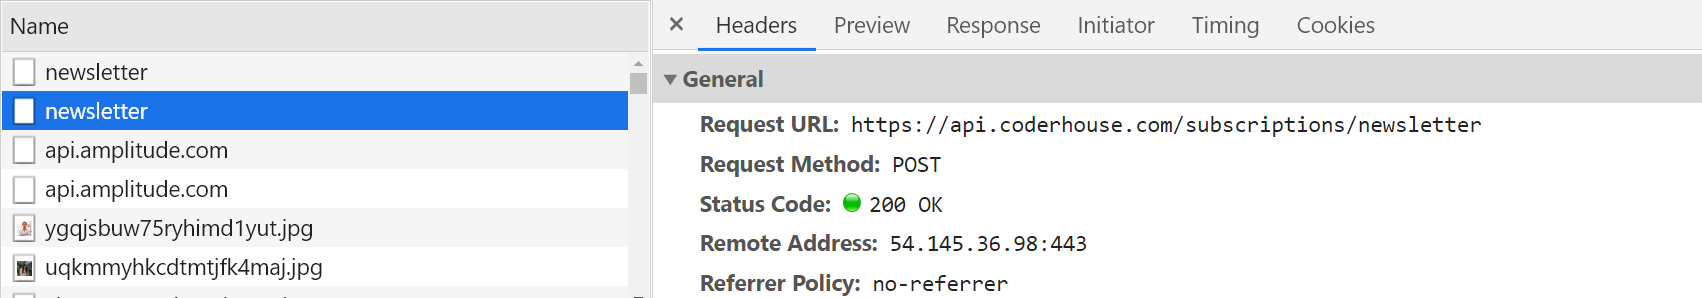 Name
newsletter
newsletter
api.amplitude.com
api.amplitude.com
ygqjsbuw75ryhimd1yut.jpg
uqkmmyhkcdtmtjfk4maj.jpg
× Headers Preview Response Initiator Timing Cookies
▼ General
Request URL: https://api.coderhouse.com/subscriptions/newsletter
Request Method: POST
Status Code: 200 OK
Remote Address: 54.145.36.98:443
Referrer Policy: no-referrer